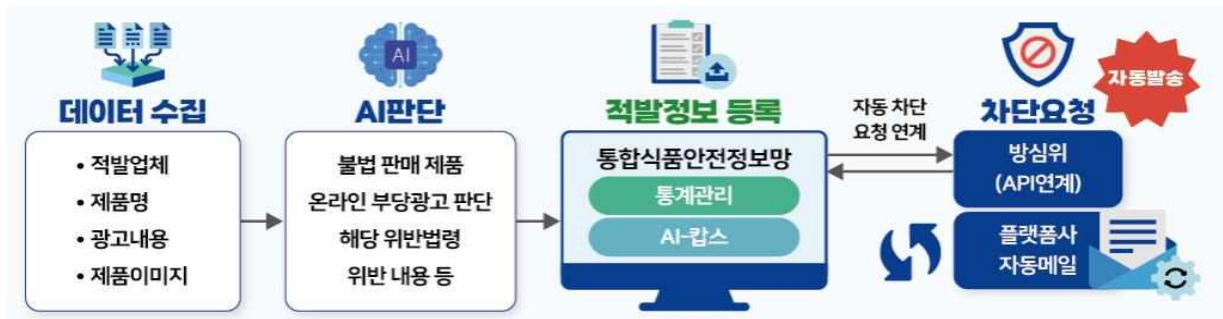 데이터 수집
• 적발업체
• 제품명
• 광고내용
• 제품이미지
AI
AI판단
불법 판매 제품
온라인 부당광고 판단
해당 위반법령
위반 내용 등
적발정보 등록
통합식품안전정보망
통계관리
AI-캅스
자동 차단
요청 연계
차단요청
자동발송
방심위
(API연계)
플랫폼사
자동메일